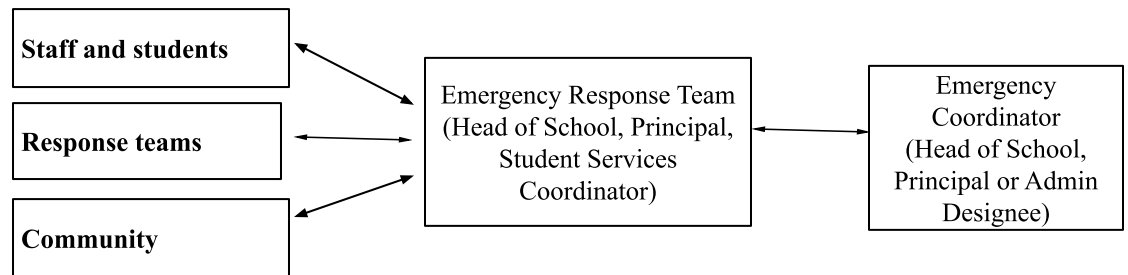 Staff and students
Response teams
Community
Emergency Response Team
(Head of School, Principal,
Student Services
Coordinator)
Emergency
Coordinator
(Head of School,
Principal or Admin
Designee)